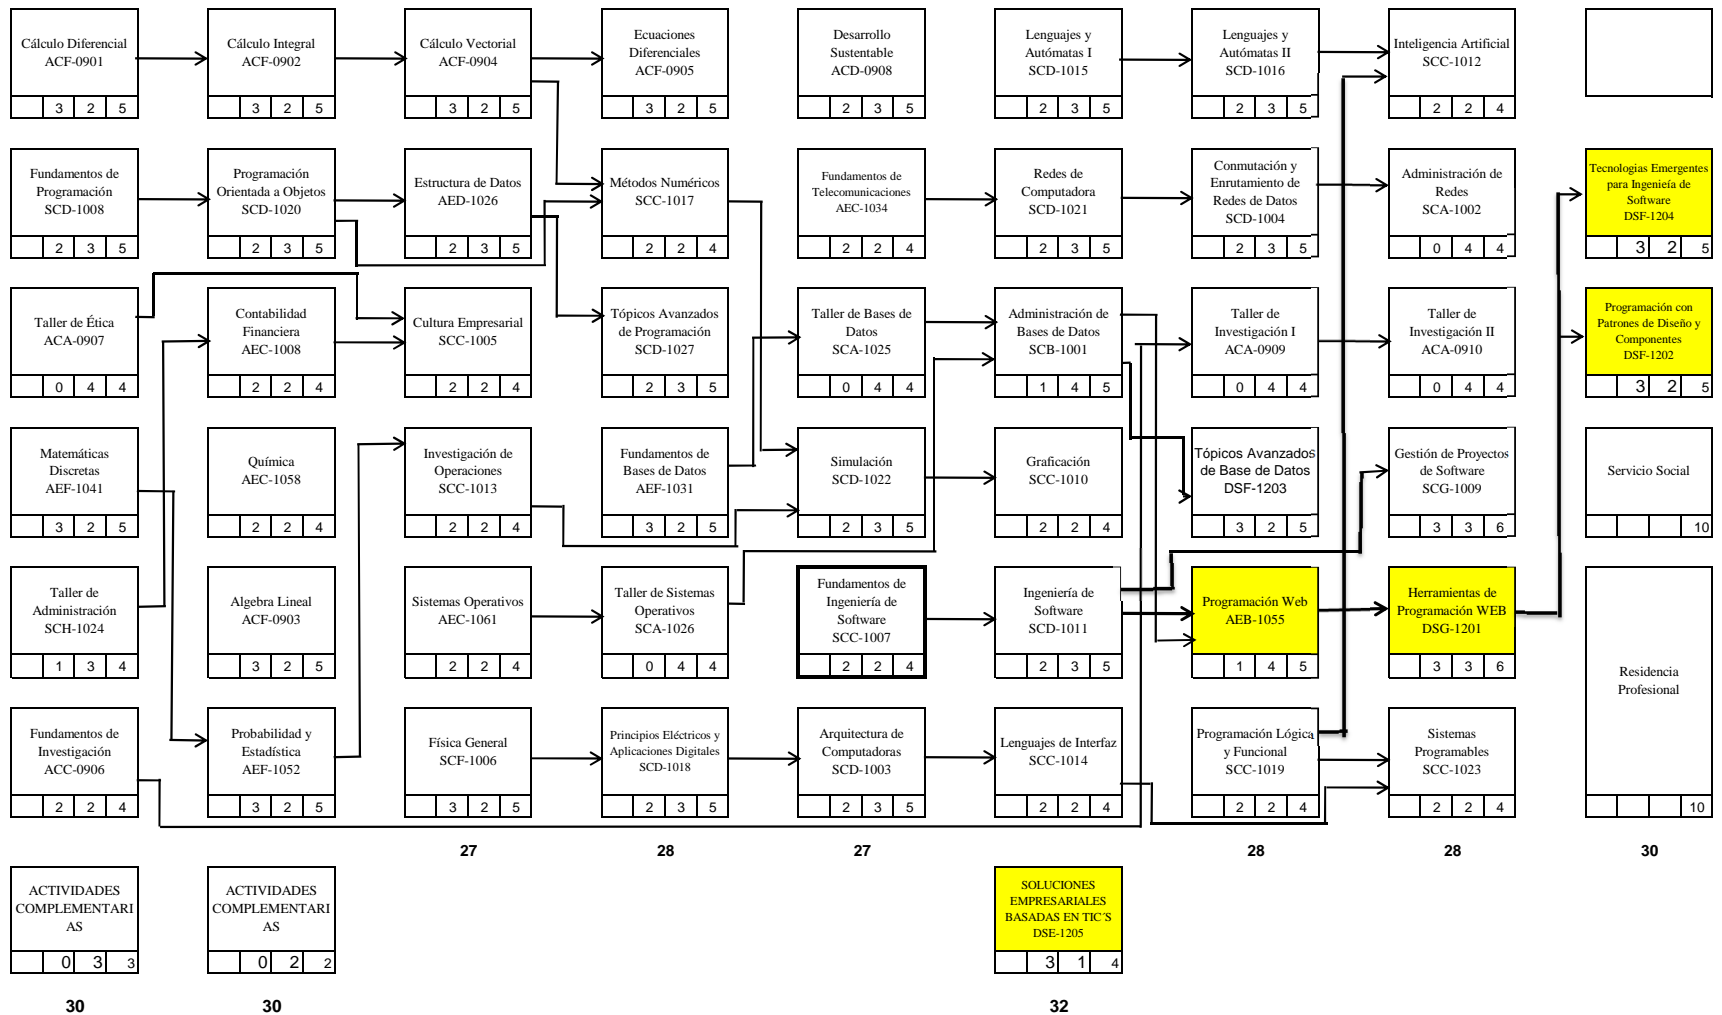 Cálculo Diferencial
ACF-0901
3 2 5
Cálculo Integral
ACF-0902
3 2 5
Cálculo Vectorial
ACF-0904
3 2 5
Ecuaciones
Diferenciales
ACF-0905
3 2 5
Desarrollo
Sustentable
ACD-0908
2 3 5
Lenguajes y
Autómatas I
SCD-1015
2 3 5
Lenguajes y
Autómatas II
SCD-1016
2 3 5
Inteligencia Artificial
SCC-1012
2 2 4
Fundamentos de
Programación
SCD-1008
2 3 5
Programación
Orientada a Objetos
SCD-1020
2 3 5
Estructura de Datos
AED-1026
2 3 5
Métodos Numéricos
SCC-1017
2 2 4
Fundamentos de
Telecomunicaciones
AEC-1034
2 2 4
Redes de
Computadora
SCD-1021
2 3 5
Conmutación y
Enrutamiento de
Redes de Datos
SCD-1004
2 3 5
Administración de
Redes
SCA-1002
0 4 4
Tecnologias Emergentes
para Ingenieía de
Software
DSF-1204
3 2 5
Taller de Ética
ACA-0907
0 4 4
Contabilidad
Financiera
AEC-1008
2 2 4
Cultura Empresarial
SCC-1005
2 2 4
Tópicos Avanzados
de Programación
SCD-1027
2 3 5
Taller de Bases de
Datos
SCA-1025
0 4 4
Administración de
Bases de Datos
SCB-1001
1 4 5
Taller de
Investigación I
ACA-0909
0 4 4
Taller de
Investigación II
ACA-0910
0 4 4
Programación con
Patrones de Diseño y
Componentes
DSF-1202
3 2 5
Matemáticas
Discretas
AEF-1041
3 2 5
Química
AEC-1058
2 2 4
Investigación de
Operaciones
SCC-1013
2 2 4
Fundamentos de
Bases de Datos
AEF-1031
3 2 5
Simulación
SCD-1022
2 3 5
Graficación
SCC-1010
2 2 4
Tópicos Avanzados
de Base de Datos
DSF-1203
3 2 5
Gestión de Proyectos
de Software
SCG-1009
3 3 6
Servicio Social
10
Taller de
Administración
SCH-1024
1 3 4
Algebra Lineal
ACF-0903
3 2 5
Sistemas Operativos
AEC-1061
2 2 4
Taller de Sistemas
Operativos
SCA-1026
0 4 4
Fundamentos de
Ingeniería de
Software
SCC-1007
2 2 4
Ingeniería de
Software
SCD-1011
2 3 5
Programación Web
AEB-1055
1 4 5
Herramientas de
Programación WEB
DSG-1201
3 3 6
Residencia
Profesional
10
Fundamentos de
Investigación
ACC-0906
2 2 4
Probabilidad y
Estadística
AEF-1052
3 2 5
Física General
SCF-1006
3 2 5
Principios Eléctricos y
Aplicaciones Digitales
SCD-1018
2 3 5
Arquitectura de
Computadoras
SCD-1003
2 3 5
Lenguajes de Interfaz
SCC-1014
2 2 4
Programación Lógica
y Funcional
SCC-1019
2 2 4
Sistemas
Programables
SCC-1023
2 2 4
27 28 27 28 28 30
ACTIVIDADES
COMPLEMENTARI
AS
0 3 3
ACTIVIDADES
COMPLEMENTARI
AS
0 2 2
SOLUCIONES
EMPRESARIALES
BASADAS EN TIC´S
DSE-1205
3 1 4
30 30 32